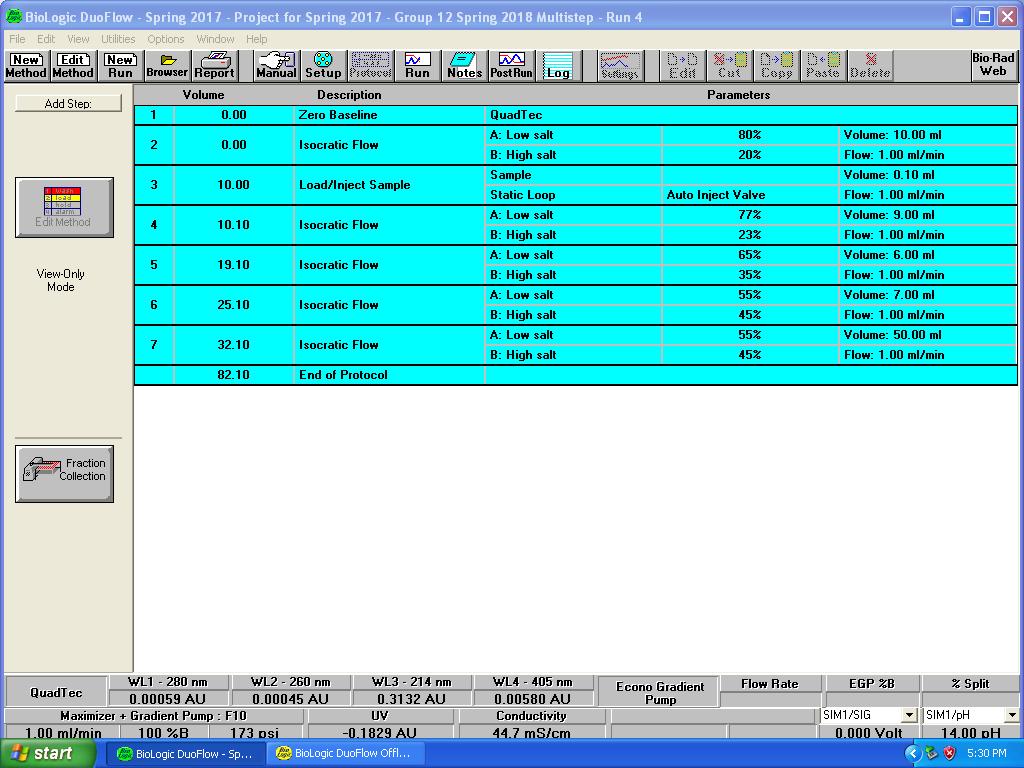 BioLogic DuoFlow - Spring 2017 - Project for Spring 2017 - Group 12 Spring 2018 Multistep - Run 4
File Edit View Utilities Options Window Help
New Method Edit Method New Run Browser Report Manual Setup Protocol Run Notes PostRun Log Settings Edit Cut Copy Paste Delete Bio-Rad Web
Add Step:
Volume Description Parameters
1 0.00 Zero Baseline QuadTec
2 0.00 Isocratic Flow A: Low salt 80% Volume: 10.00 ml
B: High salt 20% Flow: 1.00 ml/min
3 10.00 Load/Inject Sample Sample Volume: 0.10 ml
Static Loop Auto Inject Valve Flow: 1.00 ml/min
4 10.10 Isocratic Flow A: Low salt 77% Volume: 9.00 ml
B: High salt 23% Flow: 1.00 ml/min
5 19.10 Isocratic Flow A: Low salt 65% Volume: 6.00 ml
B: High salt 35% Flow: 1.00 ml/min
6 25.10 Isocratic Flow A: Low salt 55% Volume: 7.00 ml
B: High salt 45% Flow: 1.00 ml/min
7 32.10 Isocratic Flow A: Low salt 55% Volume: 50.00 ml
B: High salt 45% Flow: 1.00 ml/min
82.10 End of Protocol
1 wash
2 load
3 hold
4 alarm
Edit Method
View-Only
Mode
Fraction
Collection
QuadTec WL1 - 280 nm WL2 - 260 nm WL3 - 214 nm WL4 - 405 nm Econo Gradient Pump Flow Rate EGP %B % Split
0.00059 AU 0.00045 AU 0.3132 AU 0.00580 AU
Maximizer + Gradient Pump : F10 UV Conductivity SIM1/SIG SIM1/pH
1.00 ml/min 100 %B 173 psi -0.1829 AU 44.7 mS/cm 0.000 Volt 14.00 pH
start BioLogic DuoFlow - Sp... BioLogic DuoFlow Offl... 5:30 PM